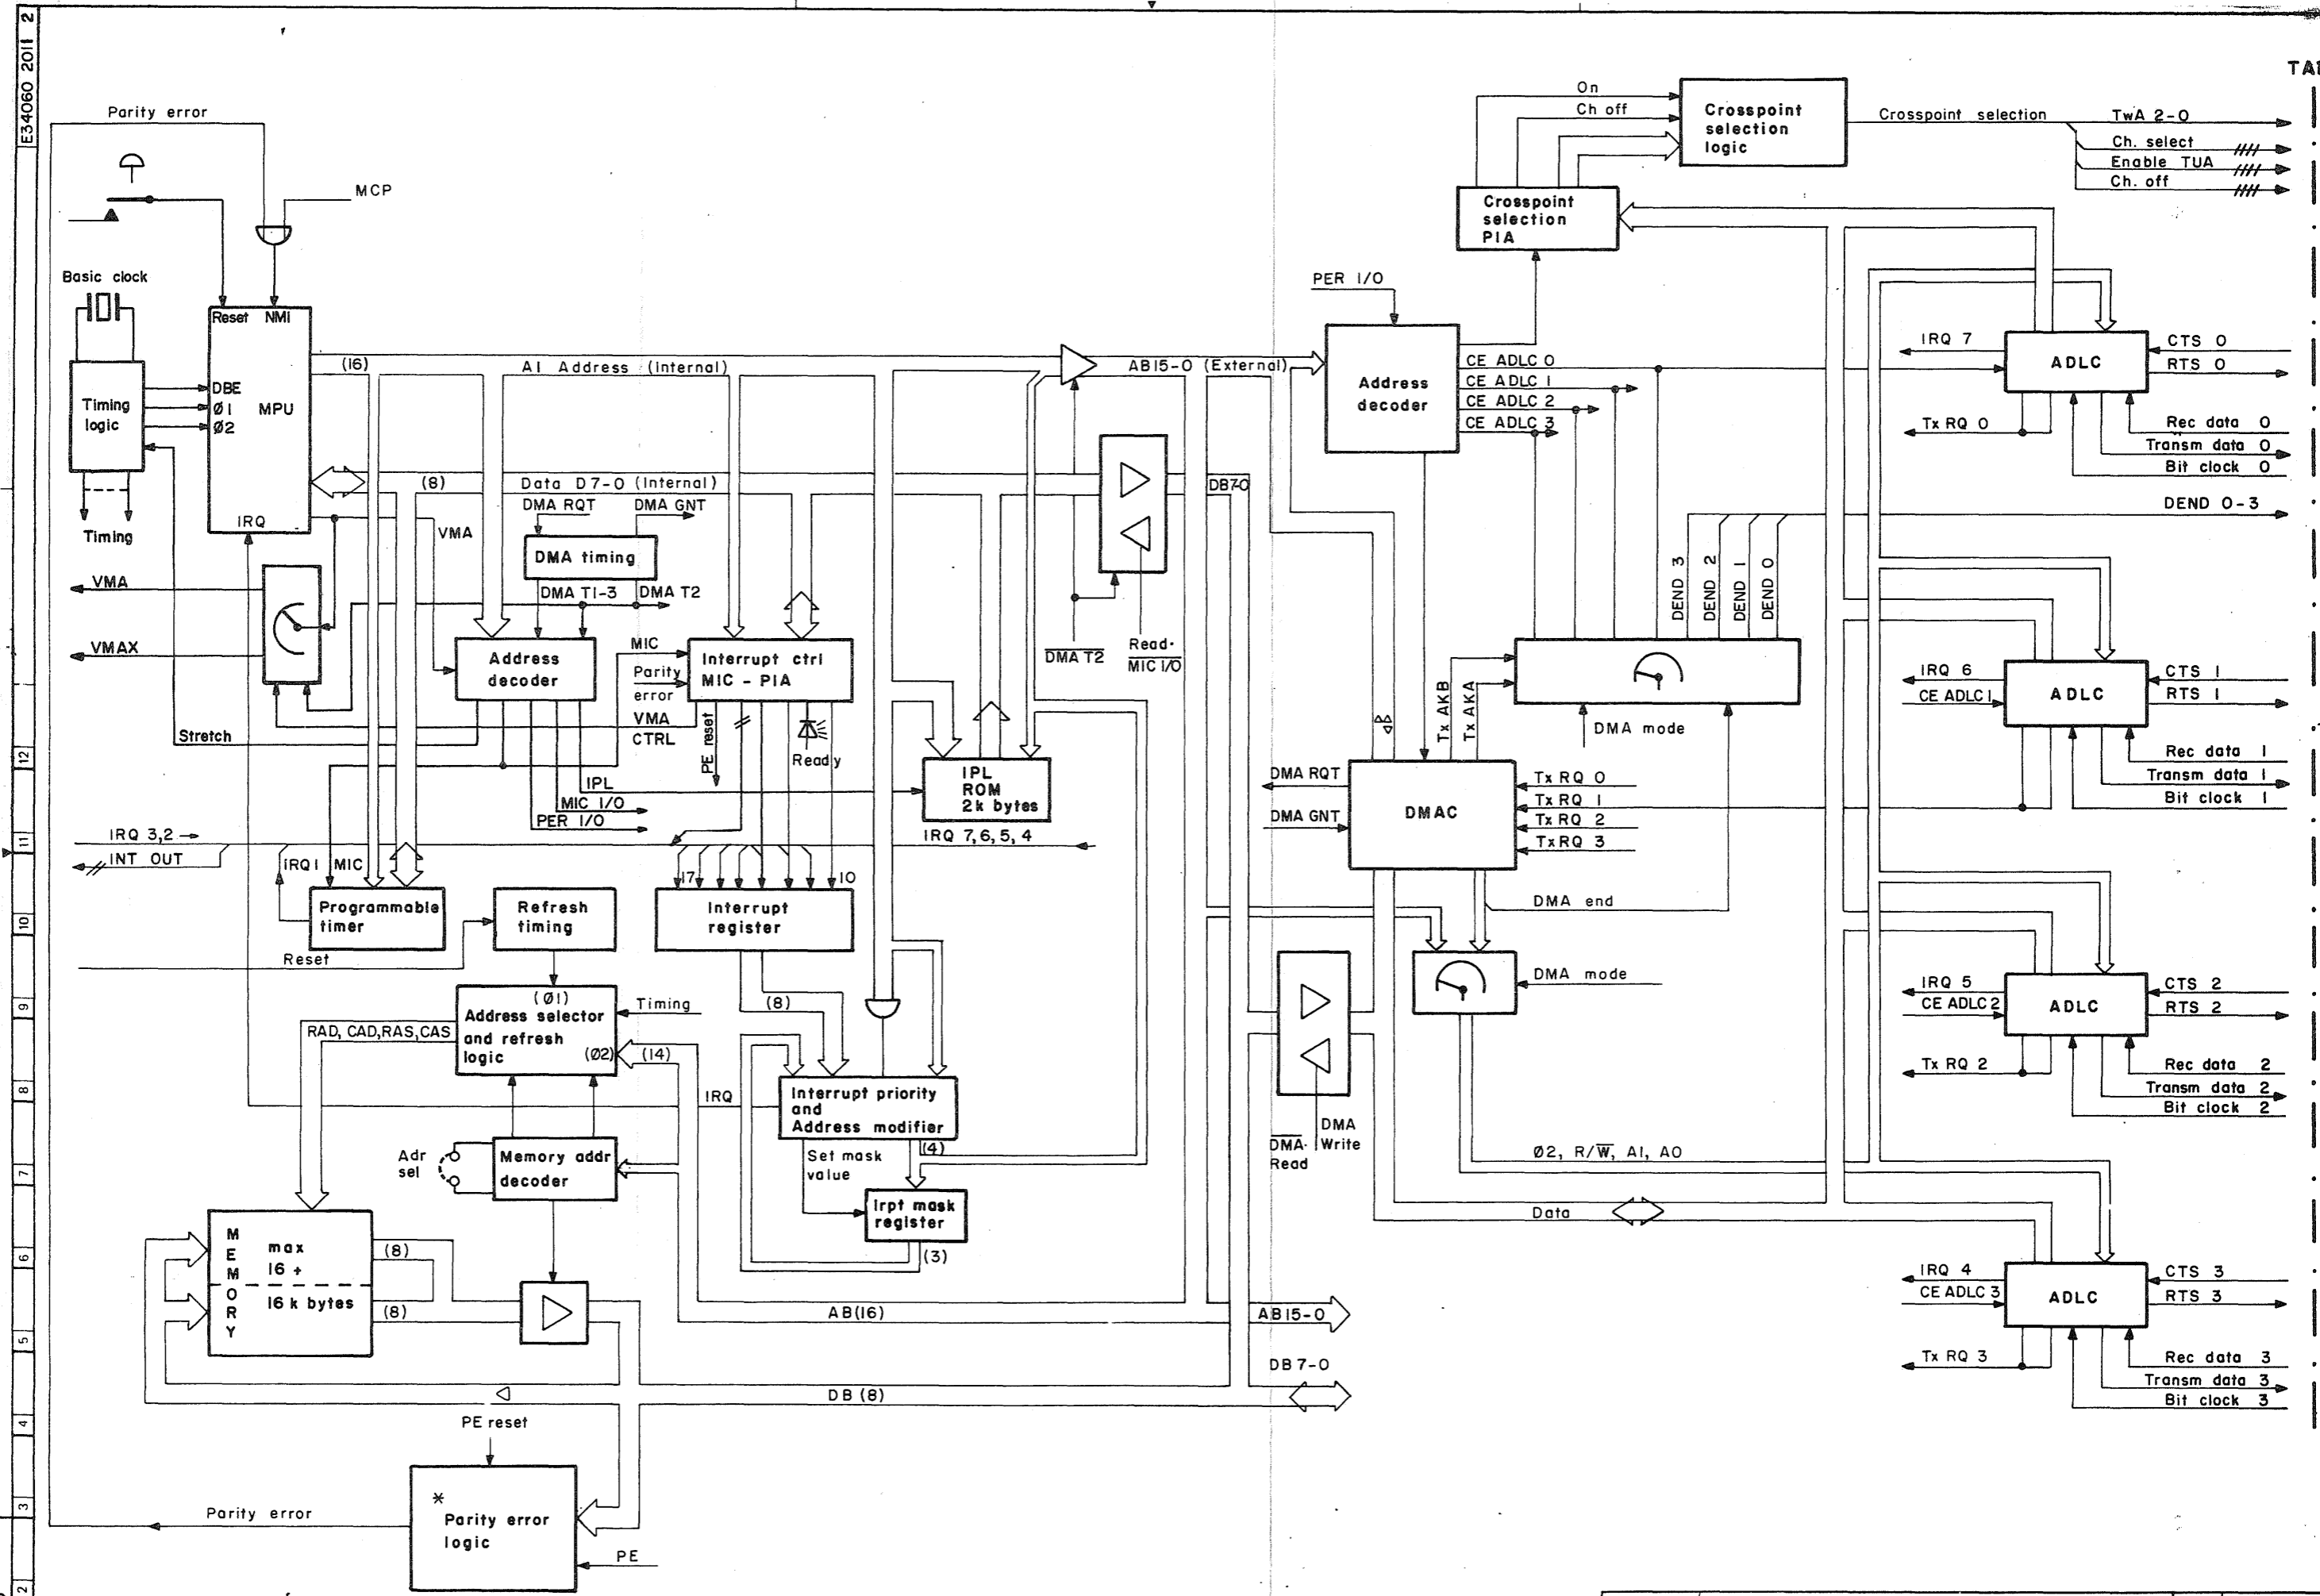 E34060 2011 2
TA
Parity error
MCP
Basic clock
Reset NMI
Timing logic
DBE
Ø1 MPU
Ø2
IRQ
Timing
(16)
A1 Address (Internal)
AB15-0 (External)
(8)
Data D7-0 (Internal)
DB7-0
VMA
VMA
VMAX
DMA RQT
DMA GNT
DMA timing
DMA T1-3
DMA T2
Address decoder
MIC
Parity error
Interrupt ctrl
MIC - PIA
VMA
CTRL
Stretch
PE reset
Ready
DMA T2
Read·
MIC I/O
IPL
ROM
2k bytes
IPL
MIC I/O
PER I/O
IRQ 3,2
INT OUT
IRQ1
MIC
IRQ 7,6,5,4
17
10
Programmable timer
Refresh timing
Interrupt register
Reset
(Ø1)
Address selector and refresh logic
(Ø2)
Timing
(14)
(8)
RAD, CAD,RAS,CAS
IRQ
Interrupt priority and Address modifier
(4)
Set mask value
Irpt mask register
(3)
Adr sel
Memory addr decoder
MEMORY
max
16 +
16 k bytes
(8)
(8)
AB(16)
AB15-0
DB (8)
DB 7-0
PE reset
*
Parity error logic
Parity error
PE
On
Ch off
Crosspoint selection logic
Crosspoint selection
TwA 2-0
Ch. select
Enable TUA
Ch. off
Crosspoint selection PIA
PER I/O
Address decoder
CE ADLC 0
CE ADLC 1
CE ADLC 2
CE ADLC 3
DEND 0-3
DEND 3
DEND 2
DEND 1
DEND 0
Tx AKB
Tx AKA
DMA mode
DMA RQT
DMA GNT
DMAC
Tx RQ 0
Tx RQ 1
Tx RQ 2
Tx RQ 3
DMA end
DMA mode
DMA·
Read
DMA
Write
Ø2, R/W, A1, A0
Data
IRQ 7
ADLC
CTS 0
RTS 0
Tx RQ 0
Rec data 0
Transm data 0
Bit clock 0
IRQ 6
CE ADLC 1
ADLC
CTS 1
RTS 1
Rec data 1
Transm data 1
Bit clock 1
IRQ 5
CE ADLC 2
ADLC
CTS 2
RTS 2
Tx RQ 2
Rec data 2
Transm data 2
Bit clock 2
IRQ 4
CE ADLC 3
ADLC
CTS 3
RTS 3
Tx RQ 3
Rec data 3
Transm data 3
Bit clock 3
12
11
10
9
8
7
6
5
4
3
2